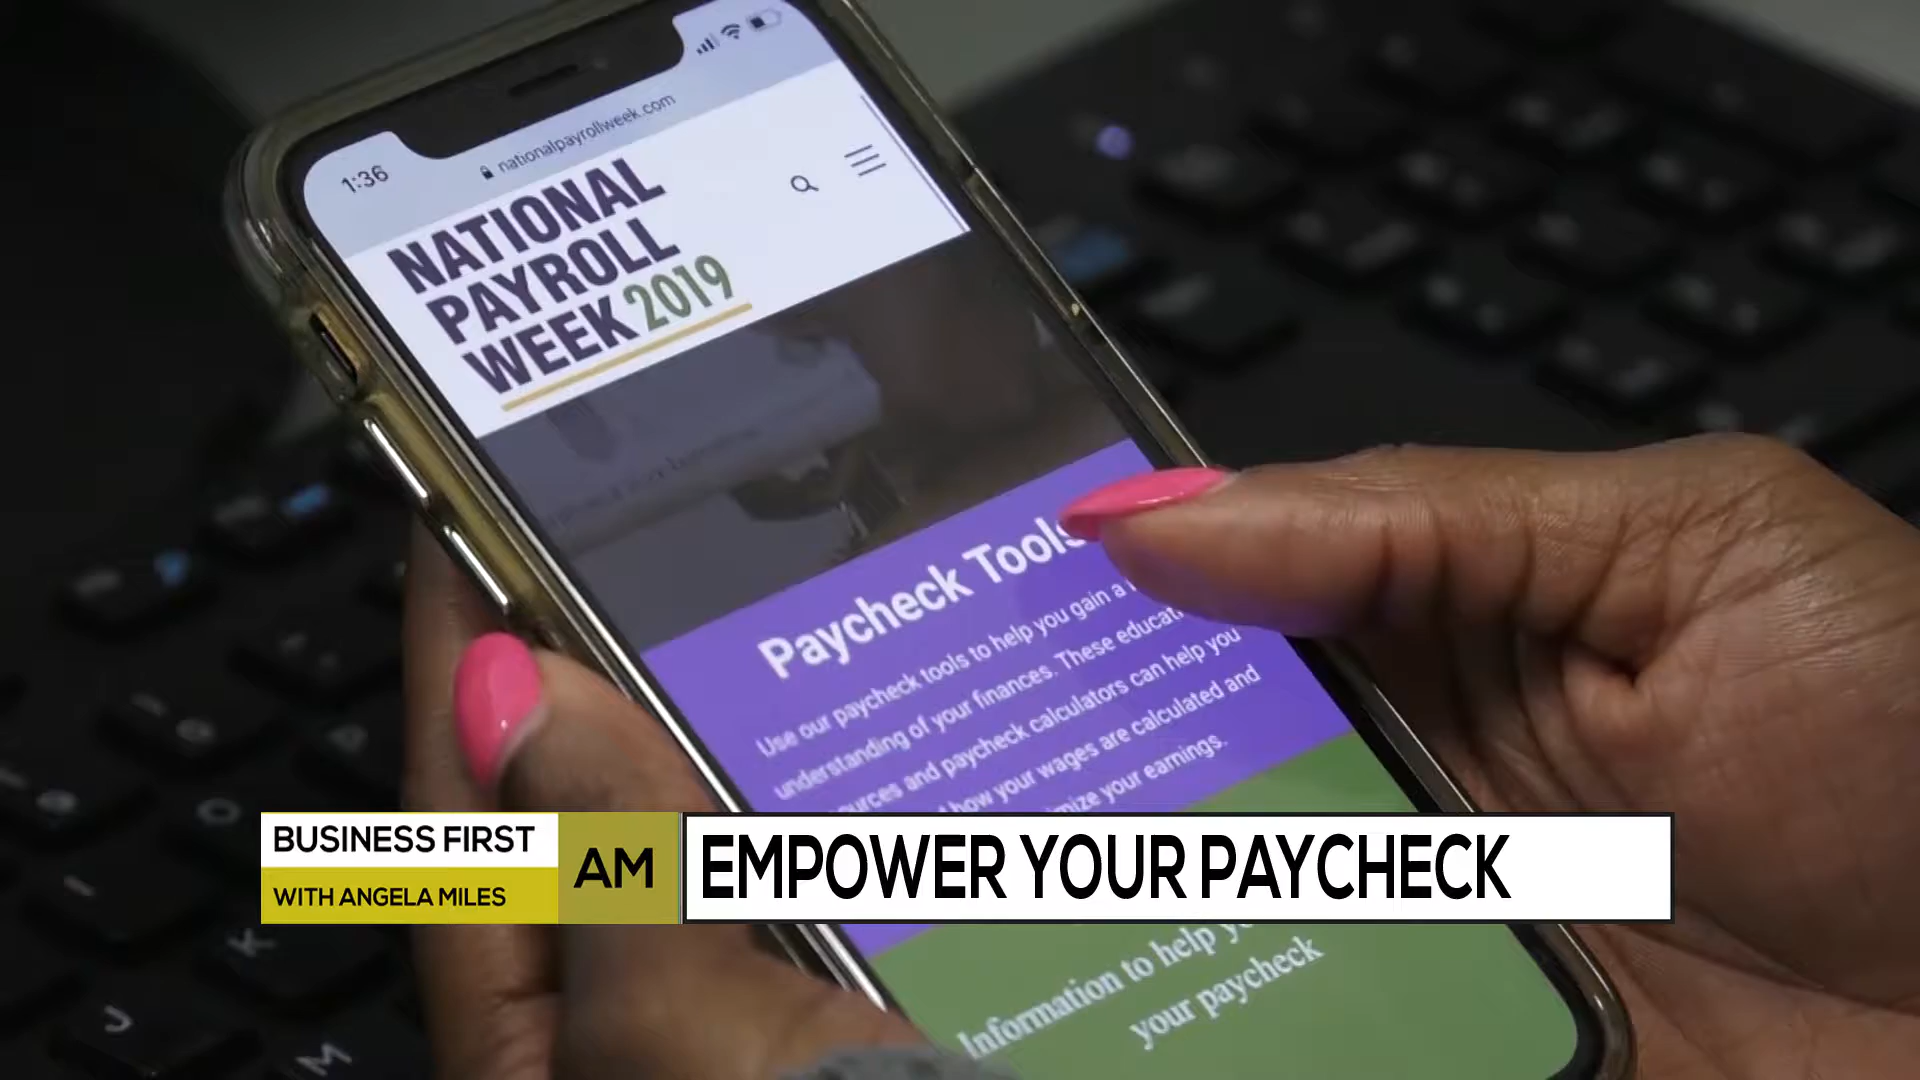 1:36
nationalpayrollweek.com
NATIONAL
PAYROLL
WEEK 2019
Paycheck Tools
Use our paycheck tools to help you gain a
understanding of your finances. These
and paycheck calculators can help you
how your wages are calculated and
your earnings.
BUSINESS FIRST
WITH ANGELA MILES
AM
EMPOWER YOUR PAYCHECK
Information to help
your paycheck
K
J
M